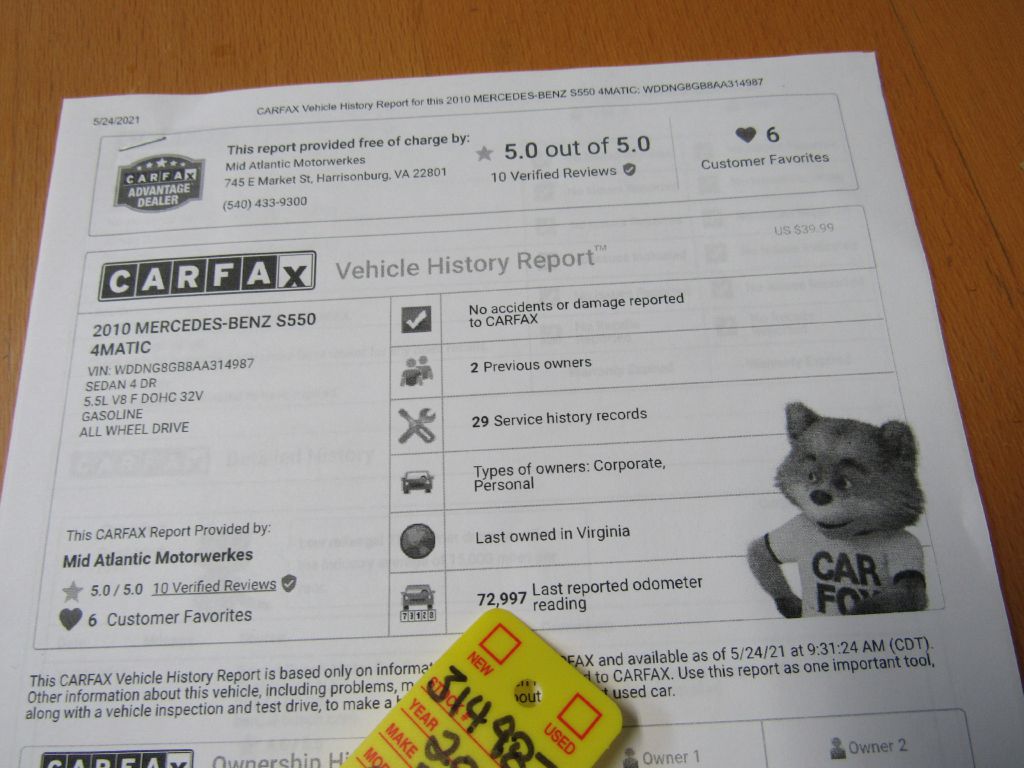 5/24/2021
CARFAX Vehicle History Report for this 2010 MERCEDES-BENZ S550 4MATIC: WDDNG8GB8AA314987
CARFAX
ADVANTAGE
DEALER
This report provided free of charge by:
Mid Atlantic Motorwerkes
745 E Market St, Harrisonburg, VA 22801
(540) 433-9300
5.0 out of 5.0
10 Verified Reviews
6
Customer Favorites
US $39.99
CARFAX Vehicle History Report™
2010 MERCEDES-BENZ S550
4MATIC
VIN: WDDNG8GB8AA314987
SEDAN 4 DR
5.5L V8 F DOHC 32V
GASOLINE
ALL WHEEL DRIVE
No accidents or damage reported
to CARFAX
2 Previous owners
29 Service history records
Types of owners: Corporate,
Personal
Last owned in Virginia
72,997 Last reported odometer
reading
This CARFAX Report Provided by:
Mid Atlantic Motorwerkes
5.0 / 5.0 10 Verified Reviews
6 Customer Favorites
CAR
FOX
This CARFAX Vehicle History Report is based only on informat FAX and available as of 5/24/21 at 9:31:24 AM (CDT).
Other information about this vehicle, including problems, m d to CARFAX. Use this report as one important tool,
along with a vehicle inspection and test drive, to make a b bout t used car.
NEW
USED
STOCK #
314987
YEAR
MAKE
CARFAX Ownership Hi
Owner 1
Owner 2